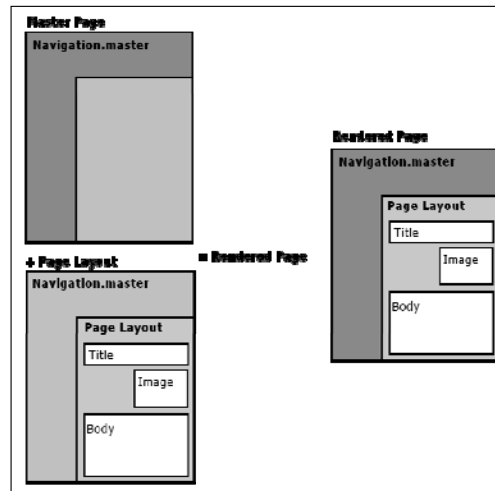 Master Page
Navigation.master
+ Page Layout
Navigation.master
Page Layout
Title
Image
Body
= Rendered Page
Rendered Page
Navigation.master
Page Layout
Title
Image
Body